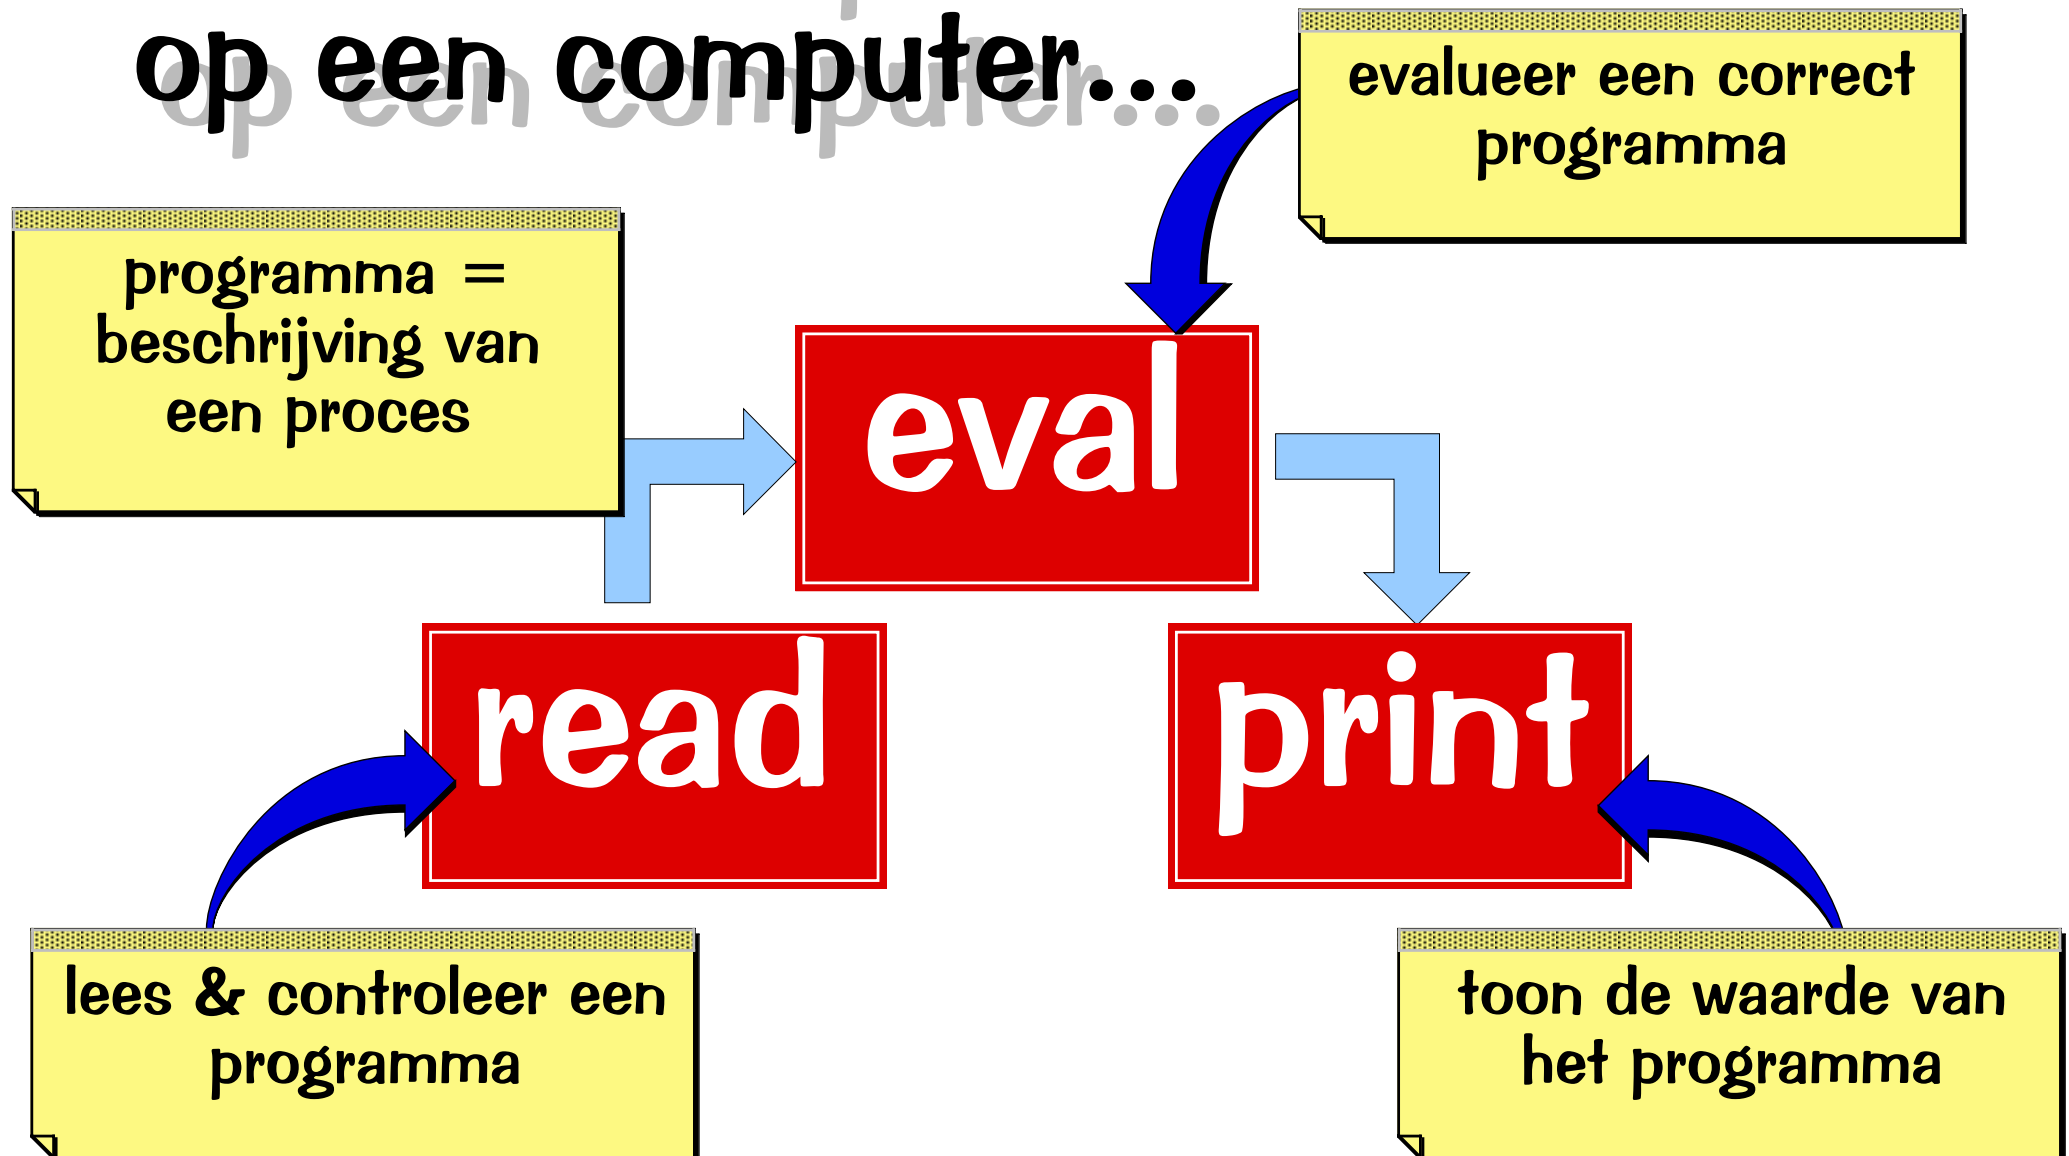 op een computer...
evalueer een correct
programma
programma =
beschrijving van
een proces
eval
read
print
lees & controleer een
programma
toon de waarde van
het programma